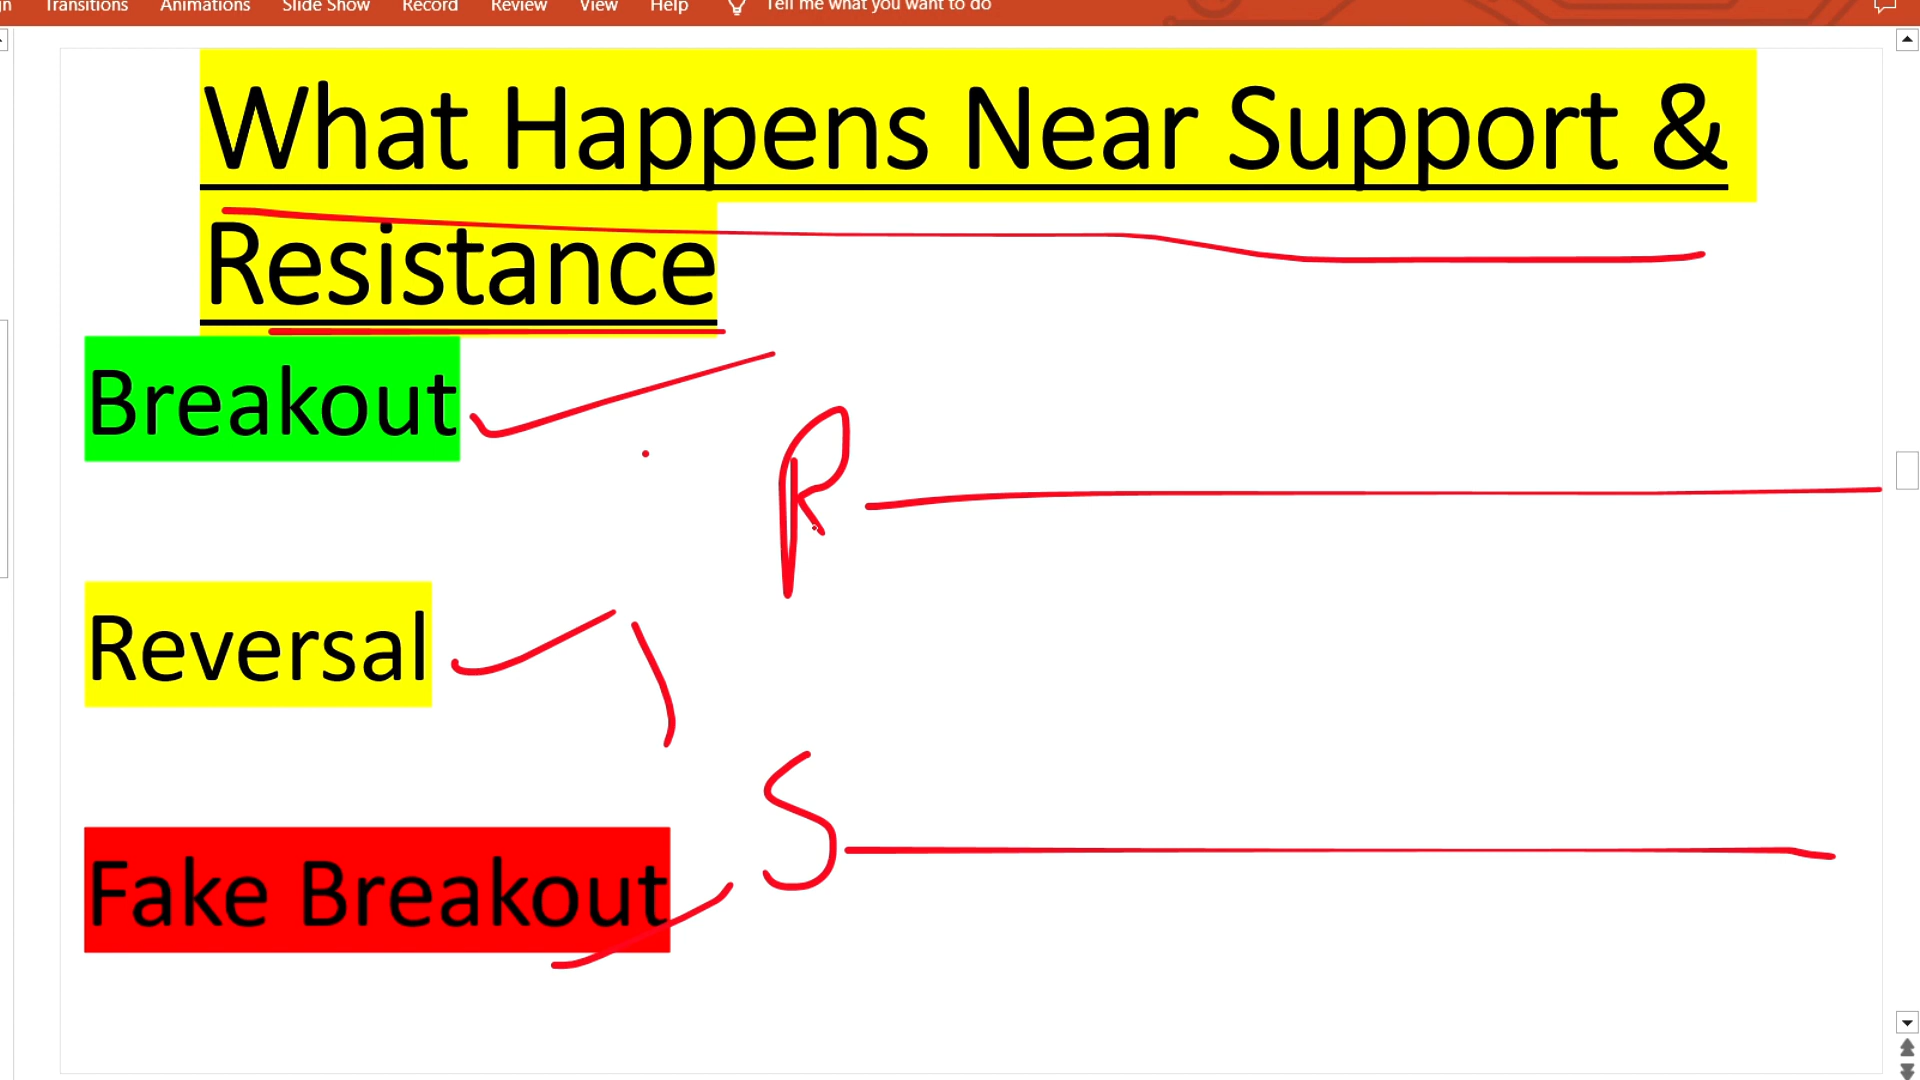 Transitions Animations Slide Show Record Review View Help Tell me what you want to do
What Happens Near Support &
Resistance
Breakout
R
Reversal
S
Fake Breakout